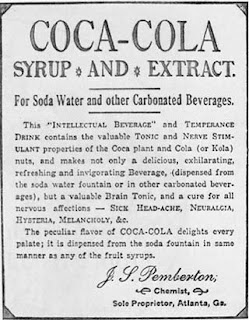 COCA-COLA
SYRUP ❖ AND ❖ EXTRACT.
For Soda Water and other Carbonated Beverages.
This "INTELLECTUAL BEVERAGE" and TEMPERANCE
DRINK contains the valuable TONIC and NERVE STIM-
ULANT properties of the Coca plant and Cola (or Kola)
nuts, and makes not only a delicious, exhilarating,
refreshing and invigorating Beverage, (dispensed from
the soda water fountain or in other carbonated bever-
ages), but a valuable Brain Tonic, and a cure for all
nervous affections — SICK HEAD-ACHE, NEURALGIA,
HYSTERIA, MELANCHOLY, &c.
The peculiar flavor of COCA-COLA delights every
palate; it is dispensed from the soda fountain in same
manner as any of the fruit syrups.
J. S. Pemberton;
Chemist,
Sole Proprietor, Atlanta, Ga.